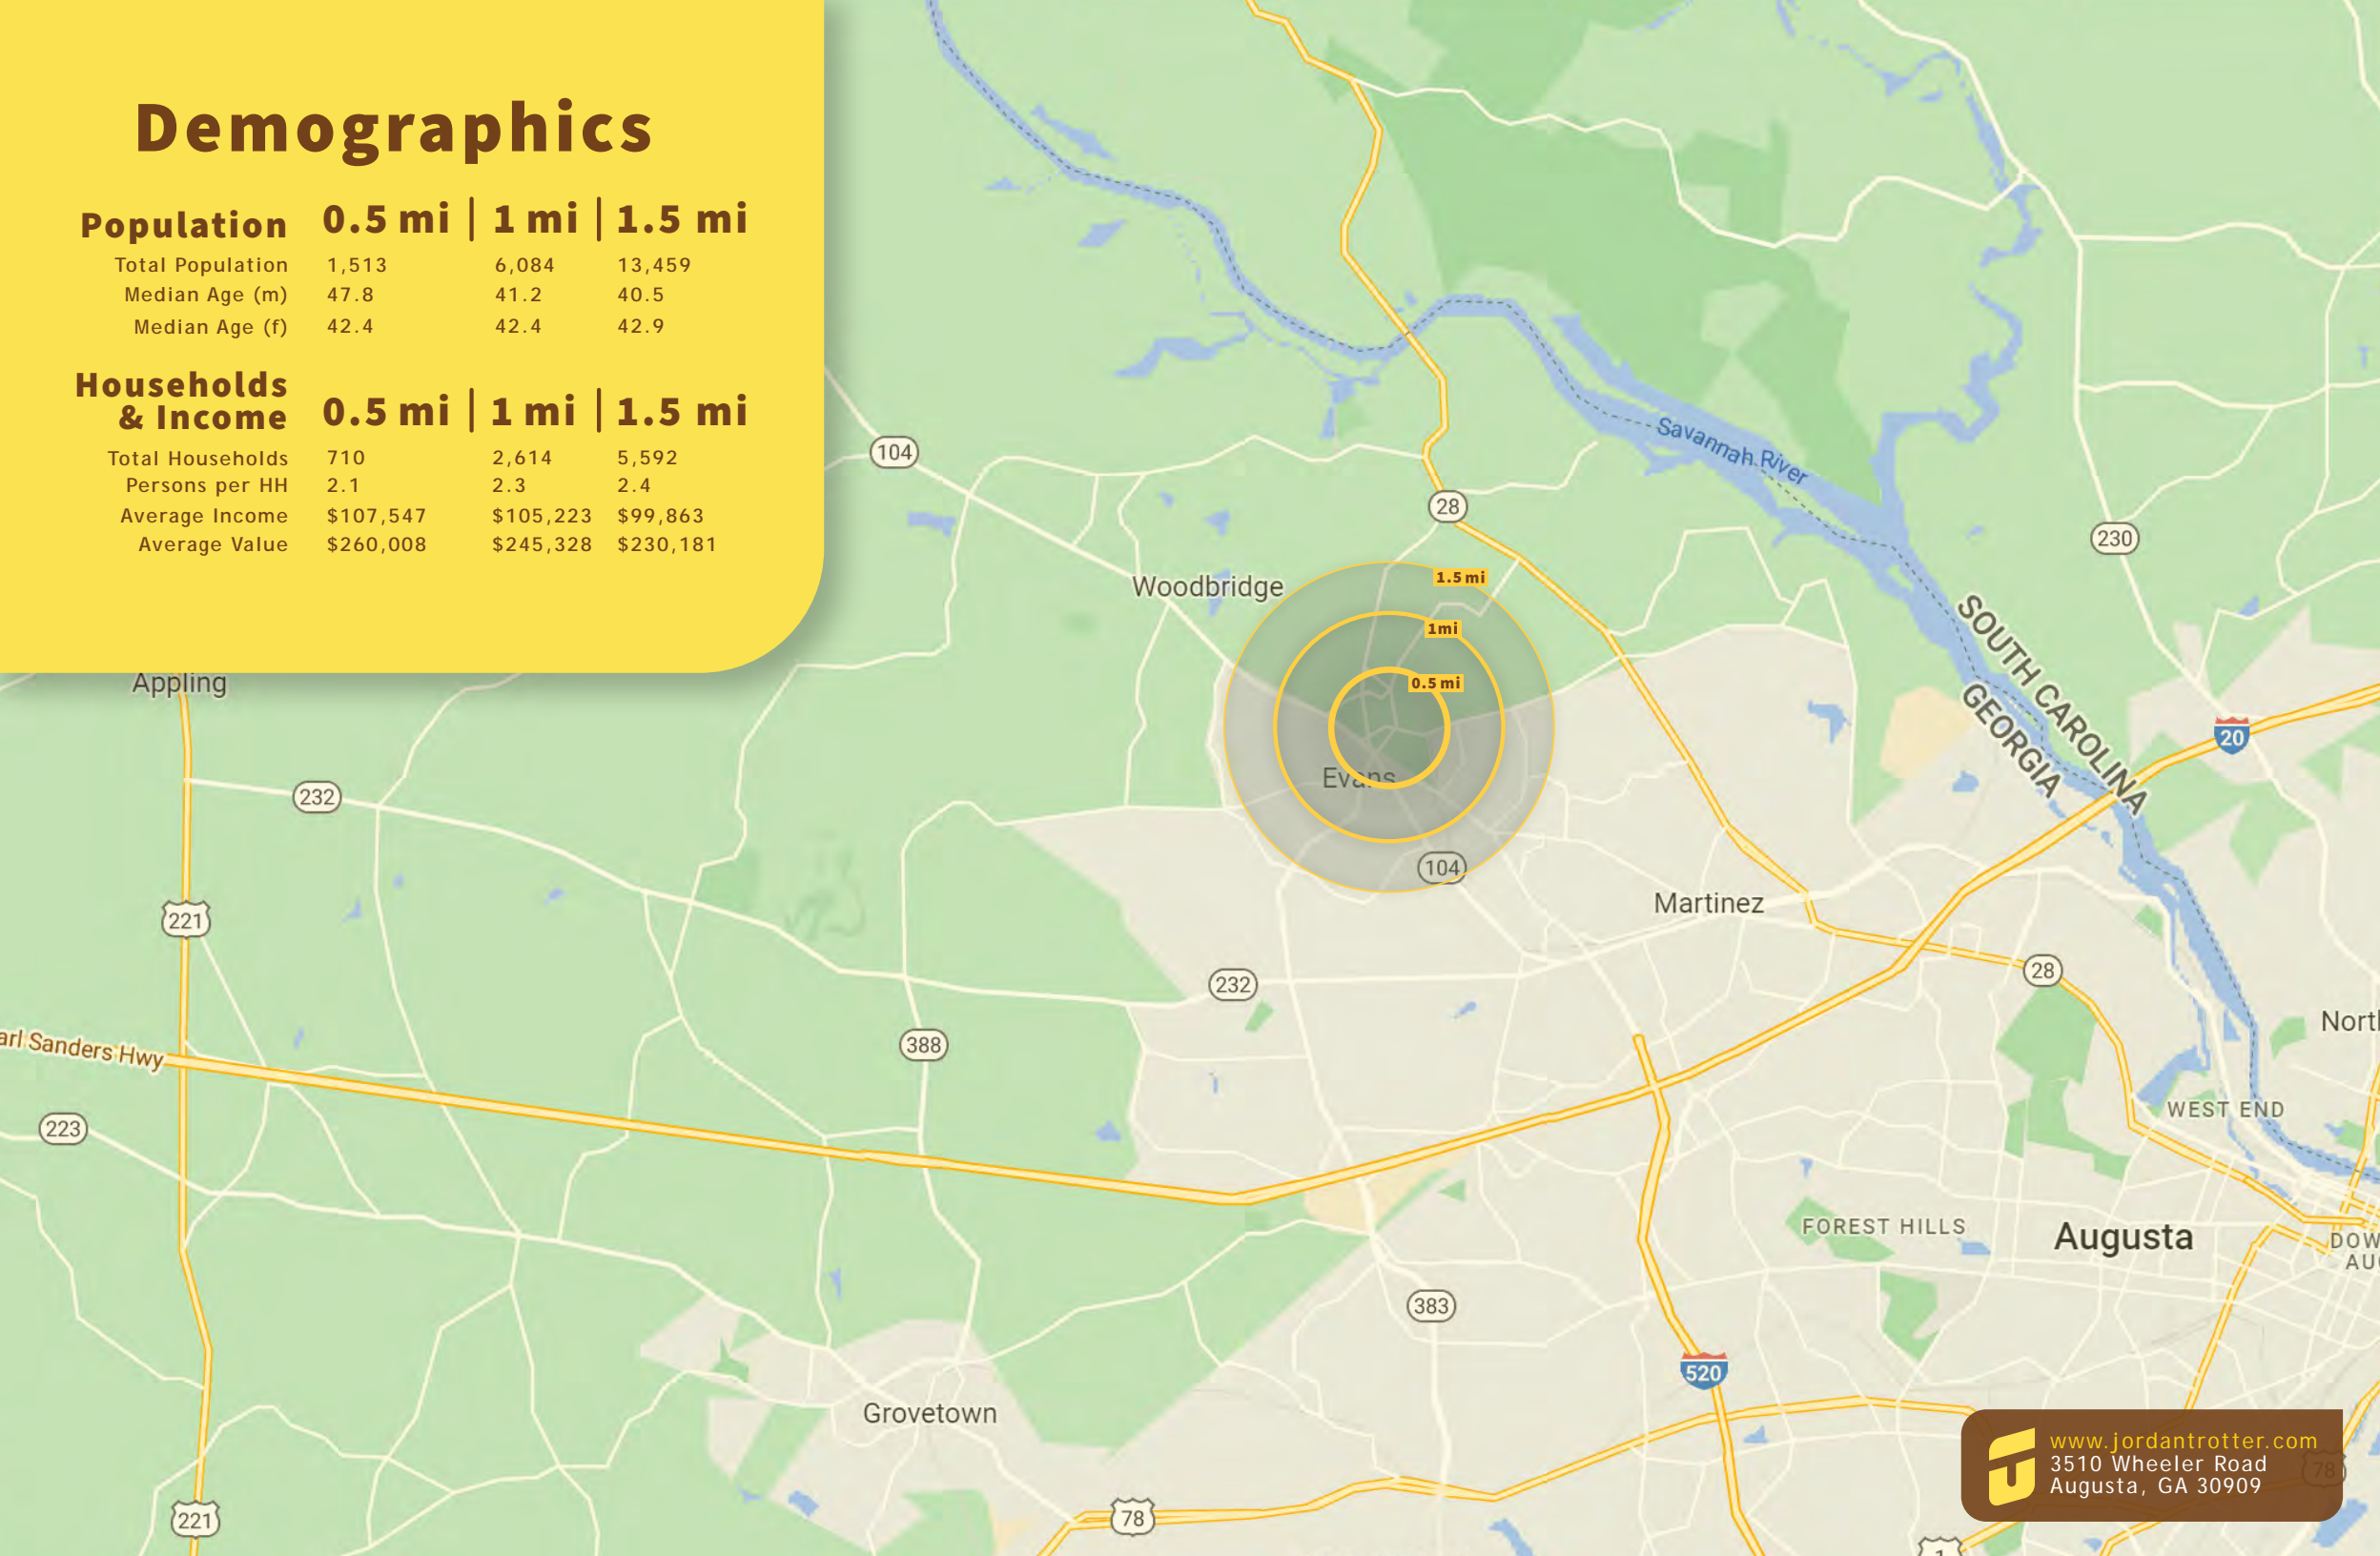 Demographics
Population 0.5 mi | 1 mi | 1.5 mi
Total Population 1,513 6,084 13,459
Median Age (m) 47.8 41.2 40.5
Median Age (f) 42.4 42.4 42.9
Households
& Income 0.5 mi | 1 mi | 1.5 mi
Total Households 710 2,614 5,592
Persons per HH 2.1 2.3 2.4
Average Income $107,547 $105,223 $99,863
Average Value $260,008 $245,328 $230,181
Savannah River
104
28
230
1.5 mi
Woodbridge
1mi
SOUTH CAROLINA
GEORGIA
0.5 mi
Appling
20
Evans
232
104
Martinez
221
28
232
388
arl Sanders Hwy
Nort
223
WEST END
FOREST HILLS
Augusta
DOW
AU
383
520
Grovetown
www.jordantrotter.com
3510 Wheeler Road
Augusta, GA 30909
78
78
221
1